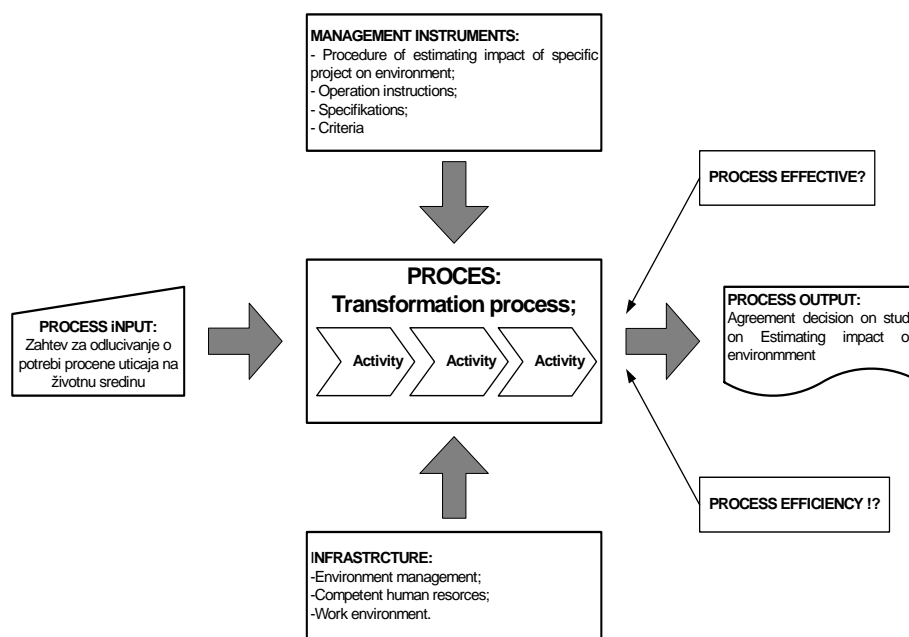 MANAGEMENT INSTRUMENTS:
- Procedure of estimating impact of specific
project on environment;
- Operation instructions;
- Specifikations;
- Criteria
PROCESS EFFECTIVE?
PROCES:
Transformation process;
Activity
Activity
Activity
PROCESS iNPUT:
Zahtev za odlucivanje o
potrebi procene uticaja na
životnu sredinu
PROCESS OUTPUT:
Agreement decision on stud
on Estimating impact o
environmment
PROCESS EFFICIENCY !?
INFRASTRCTURE:
-Environment management;
-Competent human resorces;
-Work environment.